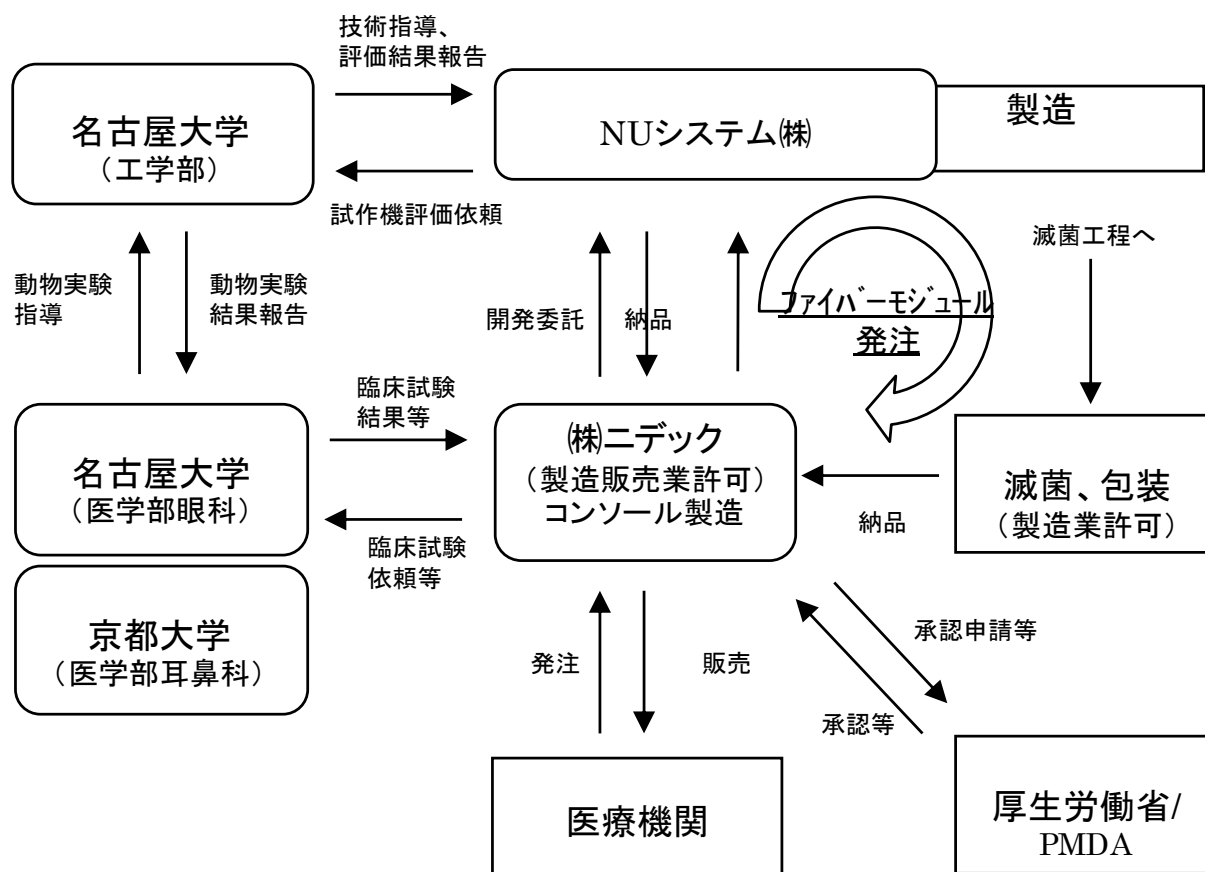 技術指導、
評価結果報告
名古屋大学
（工学部）
NUシステム㈱
製造
試作機評価依頼
滅菌工程へ
動物実験
指導
動物実験
結果報告
開発委託
納品
ﾌｧｲﾊﾞｰﾓｼﾞｭｰﾙ
発注
臨床試験
結果等
名古屋大学
（医学部眼科）
㈱ニデック
（製造販売業許可）
コンソール製造
滅菌、包装
（製造業許可）
納品
臨床試験
依頼等
京都大学
（医学部耳鼻科）
発注
販売
承認申請等
承認等
医療機関
厚生労働省/
PMDA